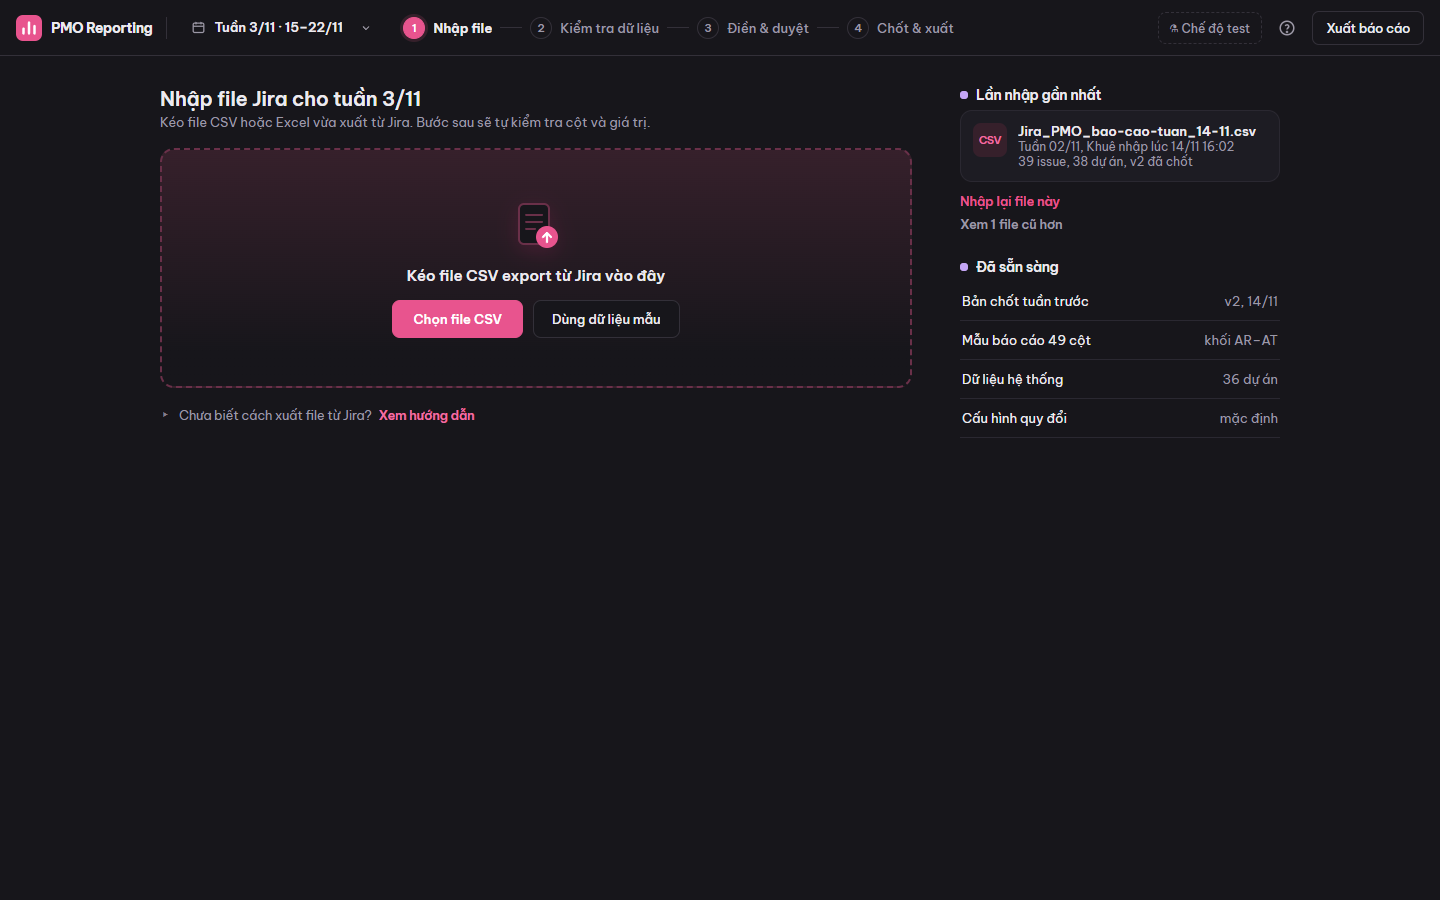 PMO Reporting
Tuần 3/11 · 15–22/11
1 Nhập file
2 Kiểm tra dữ liệu
3 Điền & duyệt
4 Chốt & xuất
Chế độ test
Xuất báo cáo
Nhập file Jira cho tuần 3/11
Kéo file CSV hoặc Excel vừa xuất từ Jira. Bước sau sẽ tự kiểm tra cột và giá trị.
Kéo file CSV export từ Jira vào đây
Chọn file CSV
Dùng dữ liệu mẫu
Chưa biết cách xuất file từ Jira? Xem hướng dẫn
Lần nhập gần nhất
CSV
Jira_PMO_bao-cao-tuan_14-11.csv
Tuần 02/11, Khuê nhập lúc 14/11 16:02
39 issue, 38 dự án, v2 đã chốt
Nhập lại file này
Xem 1 file cũ hơn
Đã sẵn sàng
Bản chốt tuần trước v2, 14/11
Mẫu báo cáo 49 cột khối AR–AT
Dữ liệu hệ thống 36 dự án
Cấu hình quy đổi mặc định